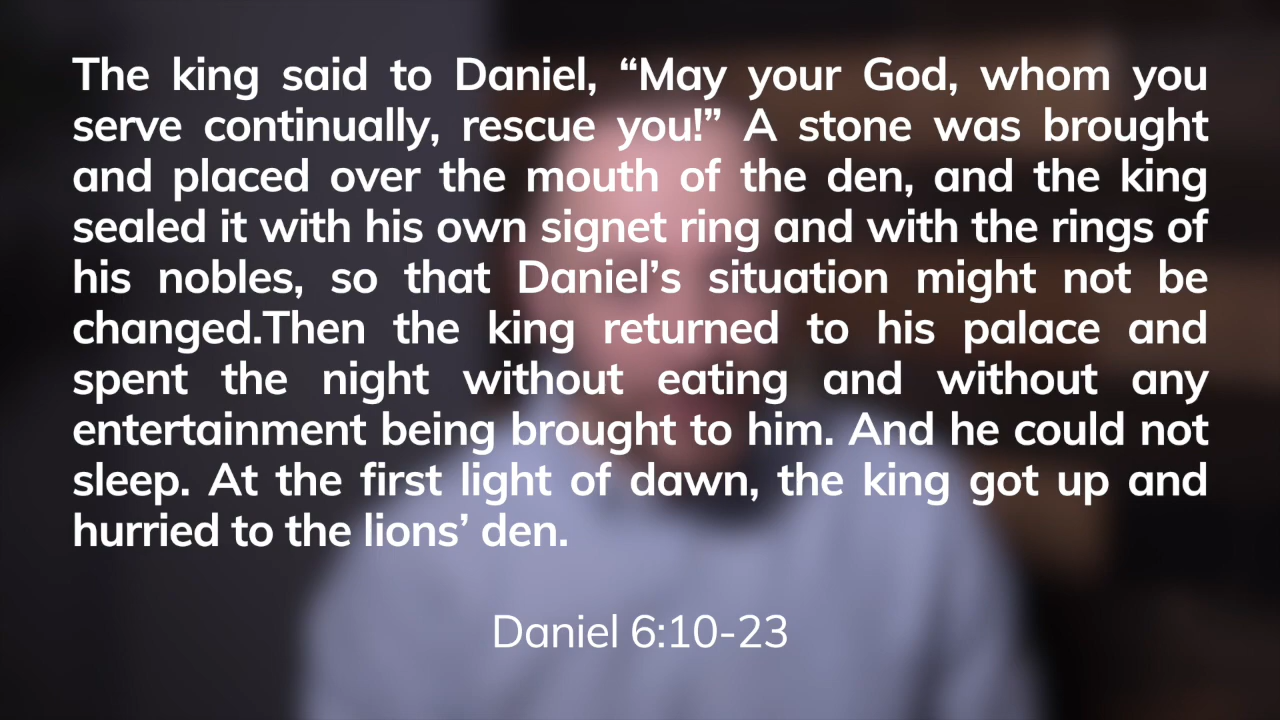 The king said to Daniel, “May your God, whom you
serve continually, rescue you!” A stone was brought
and placed over the mouth of the den, and the king
sealed it with his own signet ring and with the rings of
his nobles, so that Daniel’s situation might not be
changed.Then the king returned to his palace and
spent the night without eating and without any
entertainment being brought to him. And he could not
sleep. At the first light of dawn, the king got up and
hurried to the lions’ den.
Daniel 6:10-23